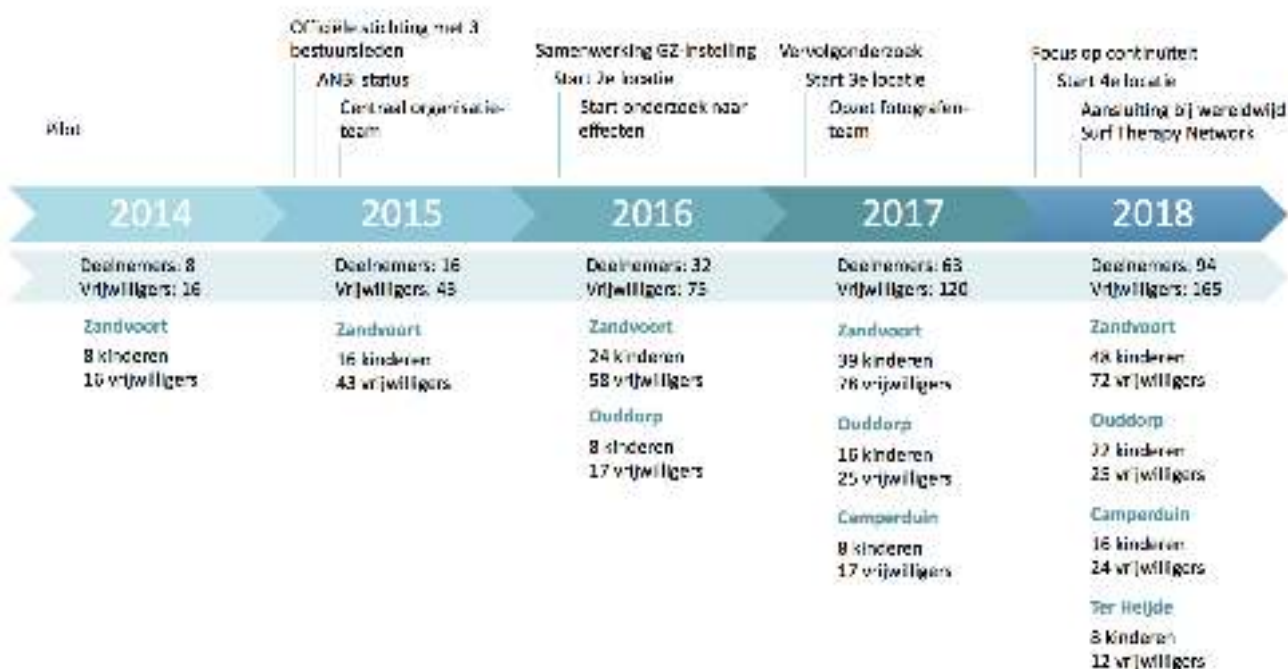 Officiële stichting met 3
bestuursleden
ANBI status
Centraal organisatie-
team
Samenwerking GZ-instelling
Start 2e locatie
Start onderzoek naar
effecten
Vervolgonderzoek
Start 3e locatie
Opzet fotografen-
team
Focus op continuïteit
Start 4e locatie
Aansluiting bij wereldwijd
Surf Therapy Network
Pilot
2014
2015
2016
2017
2018
Deelnemers: 8
Vrijwilligers: 16
Zandvoort
8 kinderen
16 vrijwilligers
Deelnemers: 16
Vrijwilligers: 43
Zandvoort
16 kinderen
43 vrijwilligers
Deelnemers: 32
Vrijwilligers: 75
Zandvoort
24 kinderen
58 vrijwilligers
Ouddorp
8 kinderen
17 vrijwilligers
Deelnemers: 63
Vrijwilligers: 120
Zandvoort
39 kinderen
78 vrijwilligers
Ouddorp
16 kinderen
25 vrijwilligers
Camperduin
8 kinderen
17 vrijwilligers
Deelnemers: 94
Vrijwilligers: 165
Zandvoort
48 kinderen
72 vrijwilligers
Ouddorp
22 kinderen
vrijwilligers
Camperduin
16 kinderen
24 vrijwilligers
Ter Heijde
8 kinderen
12 vrijwilligers